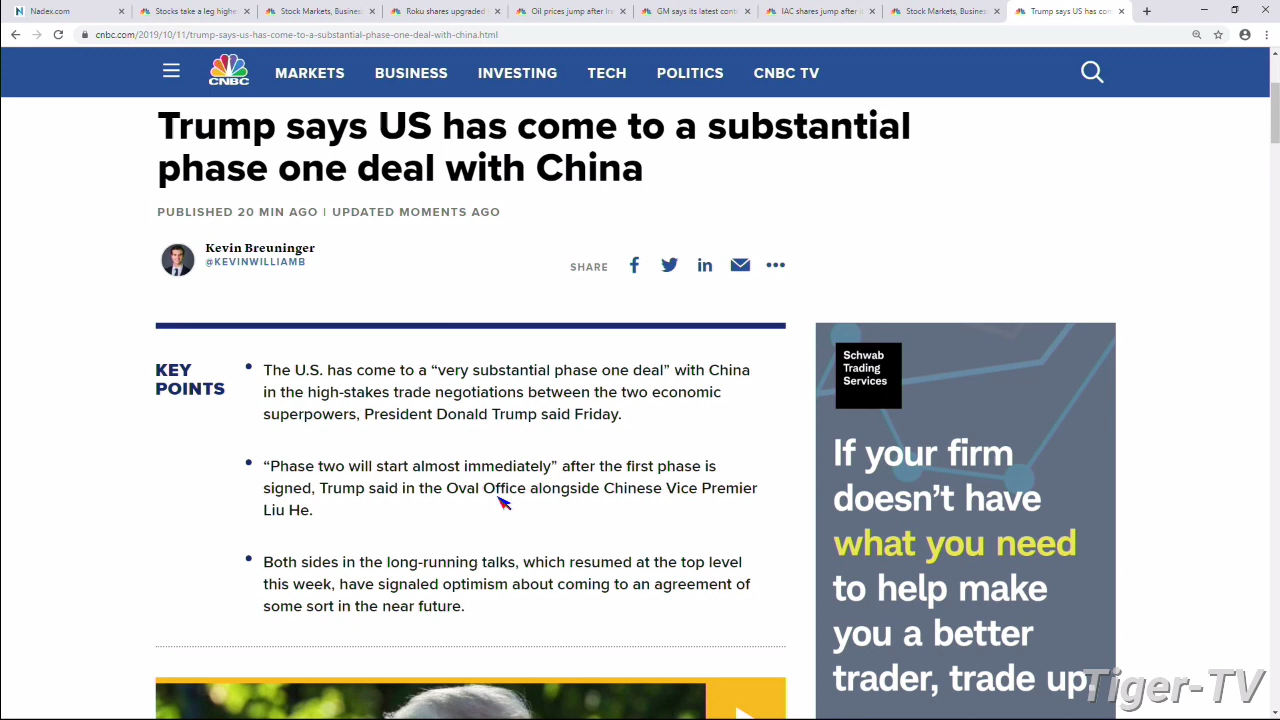 Nadex.com
Stocks take a leg highe
Stock Markets, Busines
Roku shares upgraded
Oil prices jump after Ira
GM says its latest cont
IAC shares jump after i
Stock Markets, Busines
Trump says US has com
cnbc.com/2019/10/11/trump-says-us-has-come-to-a-substantial-phase-one-deal-with-china.html
CNBC
MARKETS
BUSINESS
INVESTING
TECH
POLITICS
CNBC TV
Trump says US has come to a substantial
phase one deal with China
PUBLISHED 20 MIN AGO | UPDATED MOMENTS AGO
Kevin Breuninger
@KEVINWILLIAMB
SHARE
KEY
POINTS
The U.S. has come to a “very substantial phase one deal” with China
in the high-stakes trade negotiations between the two economic
superpowers, President Donald Trump said Friday.
“Phase two will start almost immediately” after the first phase is
signed, Trump said in the Oval Office alongside Chinese Vice Premier
Liu He.
Both sides in the long-running talks, which resumed at the top level
this week, have signaled optimism about coming to an agreement of
some sort in the near future.
Schwab
Trading
Services
If your firm
doesn’t have
what you need
to help make
you a better
trader, trade up.
Tiger-TV